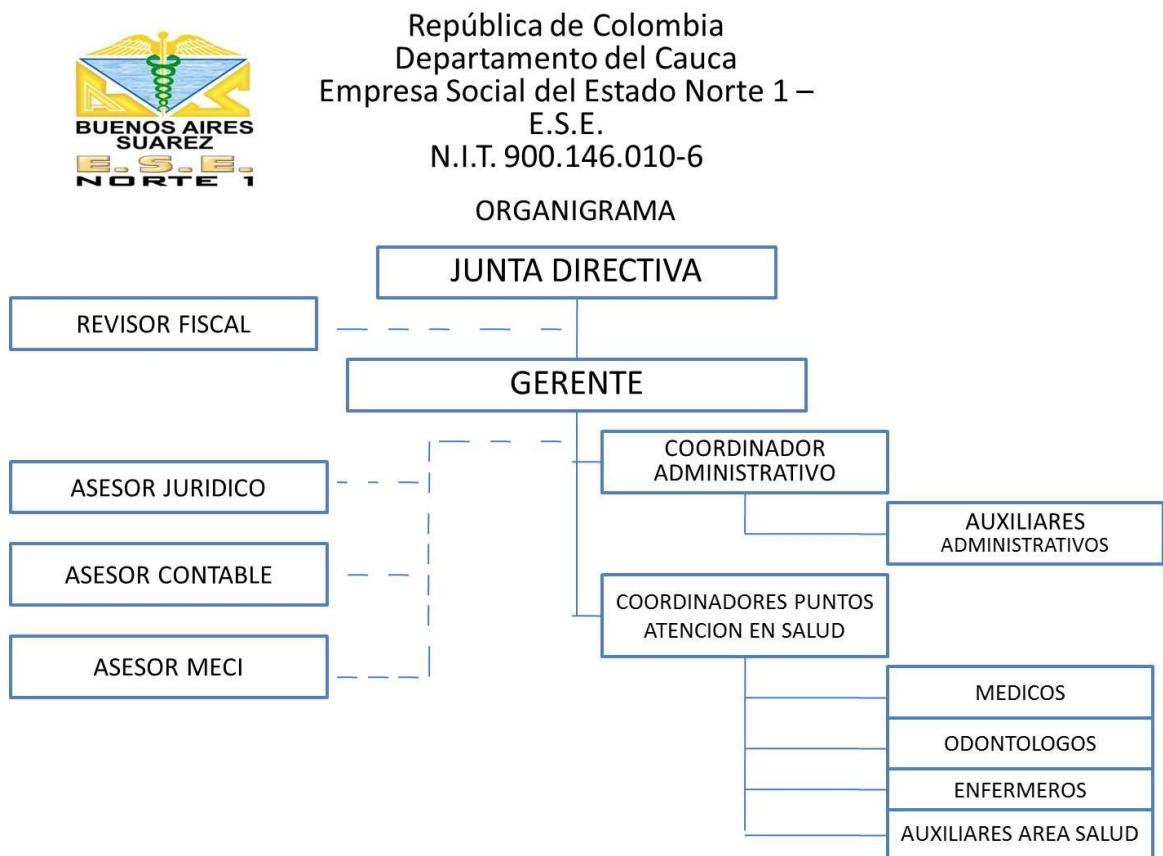 República de Colombia
Departamento del Cauca
Empresa Social del Estado Norte 1 –
E.S.E.
N.I.T. 900.146.010-6
BUENOS AIRES
SUAREZ
E.S.E.
NORTE 1
ORGANIGRAMA
JUNTA DIRECTIVA
REVISOR FISCAL
GERENTE
COORDINADOR
ADMINISTRATIVO
ASESOR JURIDICO
AUXILIARES
ADMINISTRATIVOS
ASESOR CONTABLE
COORDINADORES PUNTOS
ATENCION EN SALUD
ASESOR MECI
MEDICOS
ODONTOLOGOS
ENFERMEROS
AUXILIARES AREA SALUD